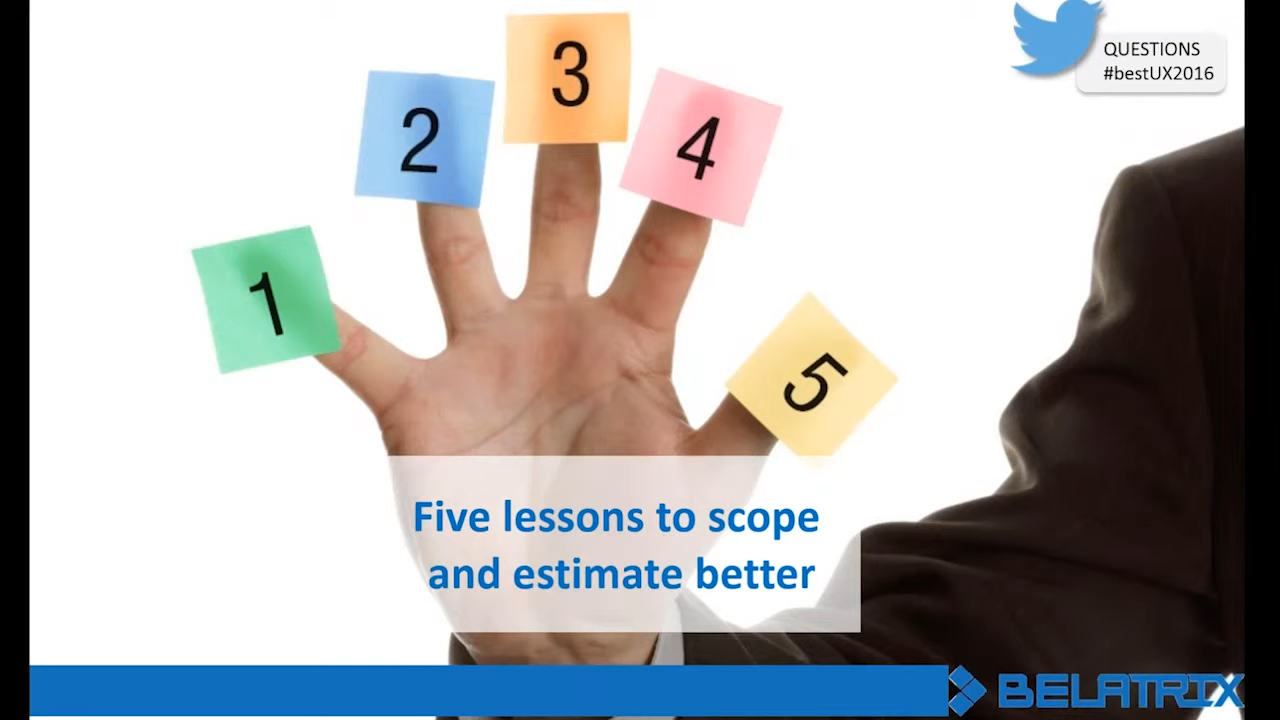 QUESTIONS
#bestUX2016
1
2
3
4
5
Five lessons to scope
and estimate better
BELATRIX